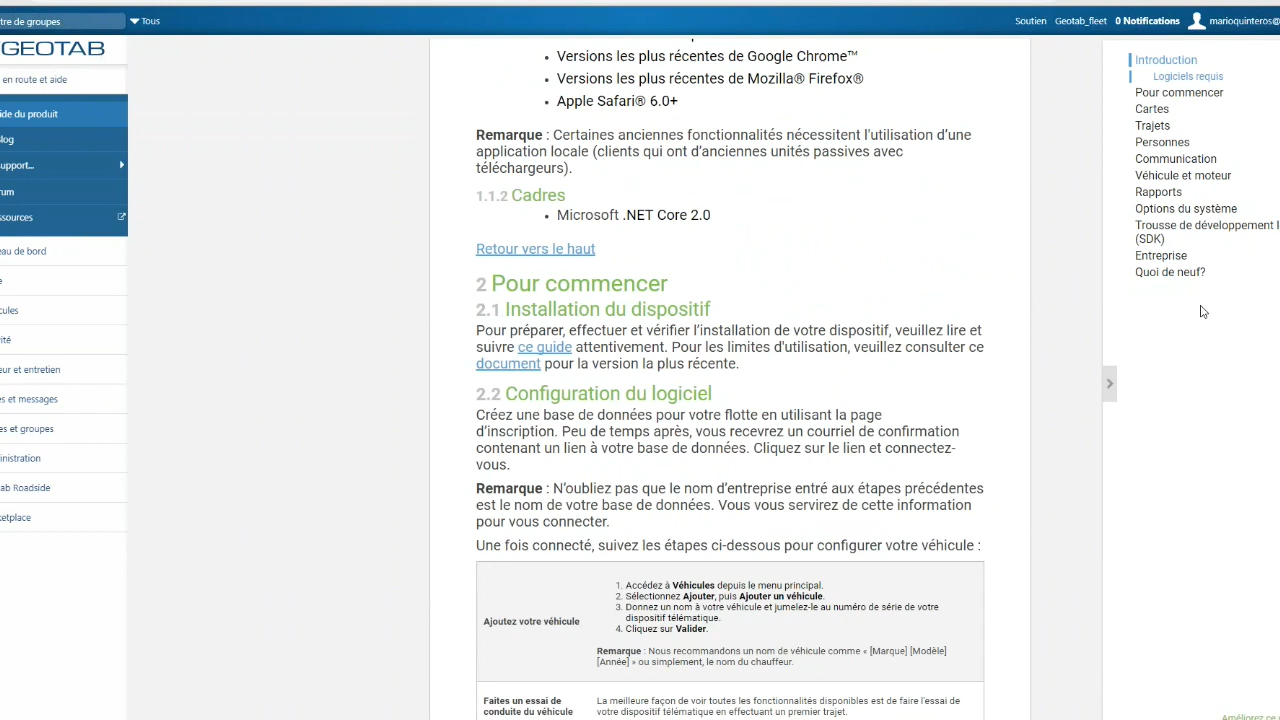 tre de groupes
Tous
Soutien
Geotab_fleet
0 Notifications
marioquinteros@
GEOTAB
en route et aide
ide du produit
log
upport...
rum
ssources
eau de bord
e
cules
ité
eur et entretien
es et messages
es et groupes
inistration
ab Roadside
ketplace
• Versions les plus récentes de Google Chrome™
• Versions les plus récentes de Mozilla® Firefox®
• Apple Safari® 6.0+
Remarque : Certaines anciennes fonctionnalités nécessitent l'utilisation d'une
application locale (clients qui ont d'anciennes unités passives avec
téléchargeurs).
1.1.2 Cadres
• Microsoft .NET Core 2.0
Retour vers le haut
2 Pour commencer
2.1 Installation du dispositif
Pour préparer, effectuer et vérifier l'installation de votre dispositif, veuillez lire et
suivre ce guide attentivement. Pour les limites d'utilisation, veuillez consulter ce
document pour la version la plus récente.
2.2 Configuration du logiciel
Créez une base de données pour votre flotte en utilisant la page
d'inscription. Peu de temps après, vous recevrez un courriel de confirmation
contenant un lien à votre base de données. Cliquez sur le lien et connectez-
vous.
Remarque : N'oubliez pas que le nom d'entreprise entré aux étapes précédentes
est le nom de votre base de données. Vous vous servirez de cette information
pour vous connecter.
Une fois connecté, suivez les étapes ci-dessous pour configurer votre véhicule :
Ajoutez votre véhicule
1. Accédez à Véhicules depuis le menu principal.
2. Sélectionnez Ajouter, puis Ajouter un véhicule.
3. Donnez un nom à votre véhicule et jumelez-le au numéro de série de votre
dispositif télématique.
4. Cliquez sur Valider.
Remarque : Nous recommandons un nom de véhicule comme « [Marque] [Modèle]
[Année] » ou simplement, le nom du chauffeur.
Faites un essai de
conduite du véhicule
La meilleure façon de voir toutes les fonctionnalités disponibles est de faire l'essai de
votre dispositif télématique en effectuant un premier trajet.
Introduction
Logiciels requis
Pour commencer
Cartes
Trajets
Personnes
Communication
Véhicule et moteur
Rapports
Options du système
Trousse de développement l
(SDK)
Entreprise
Quoi de neuf?
Améliorez ce